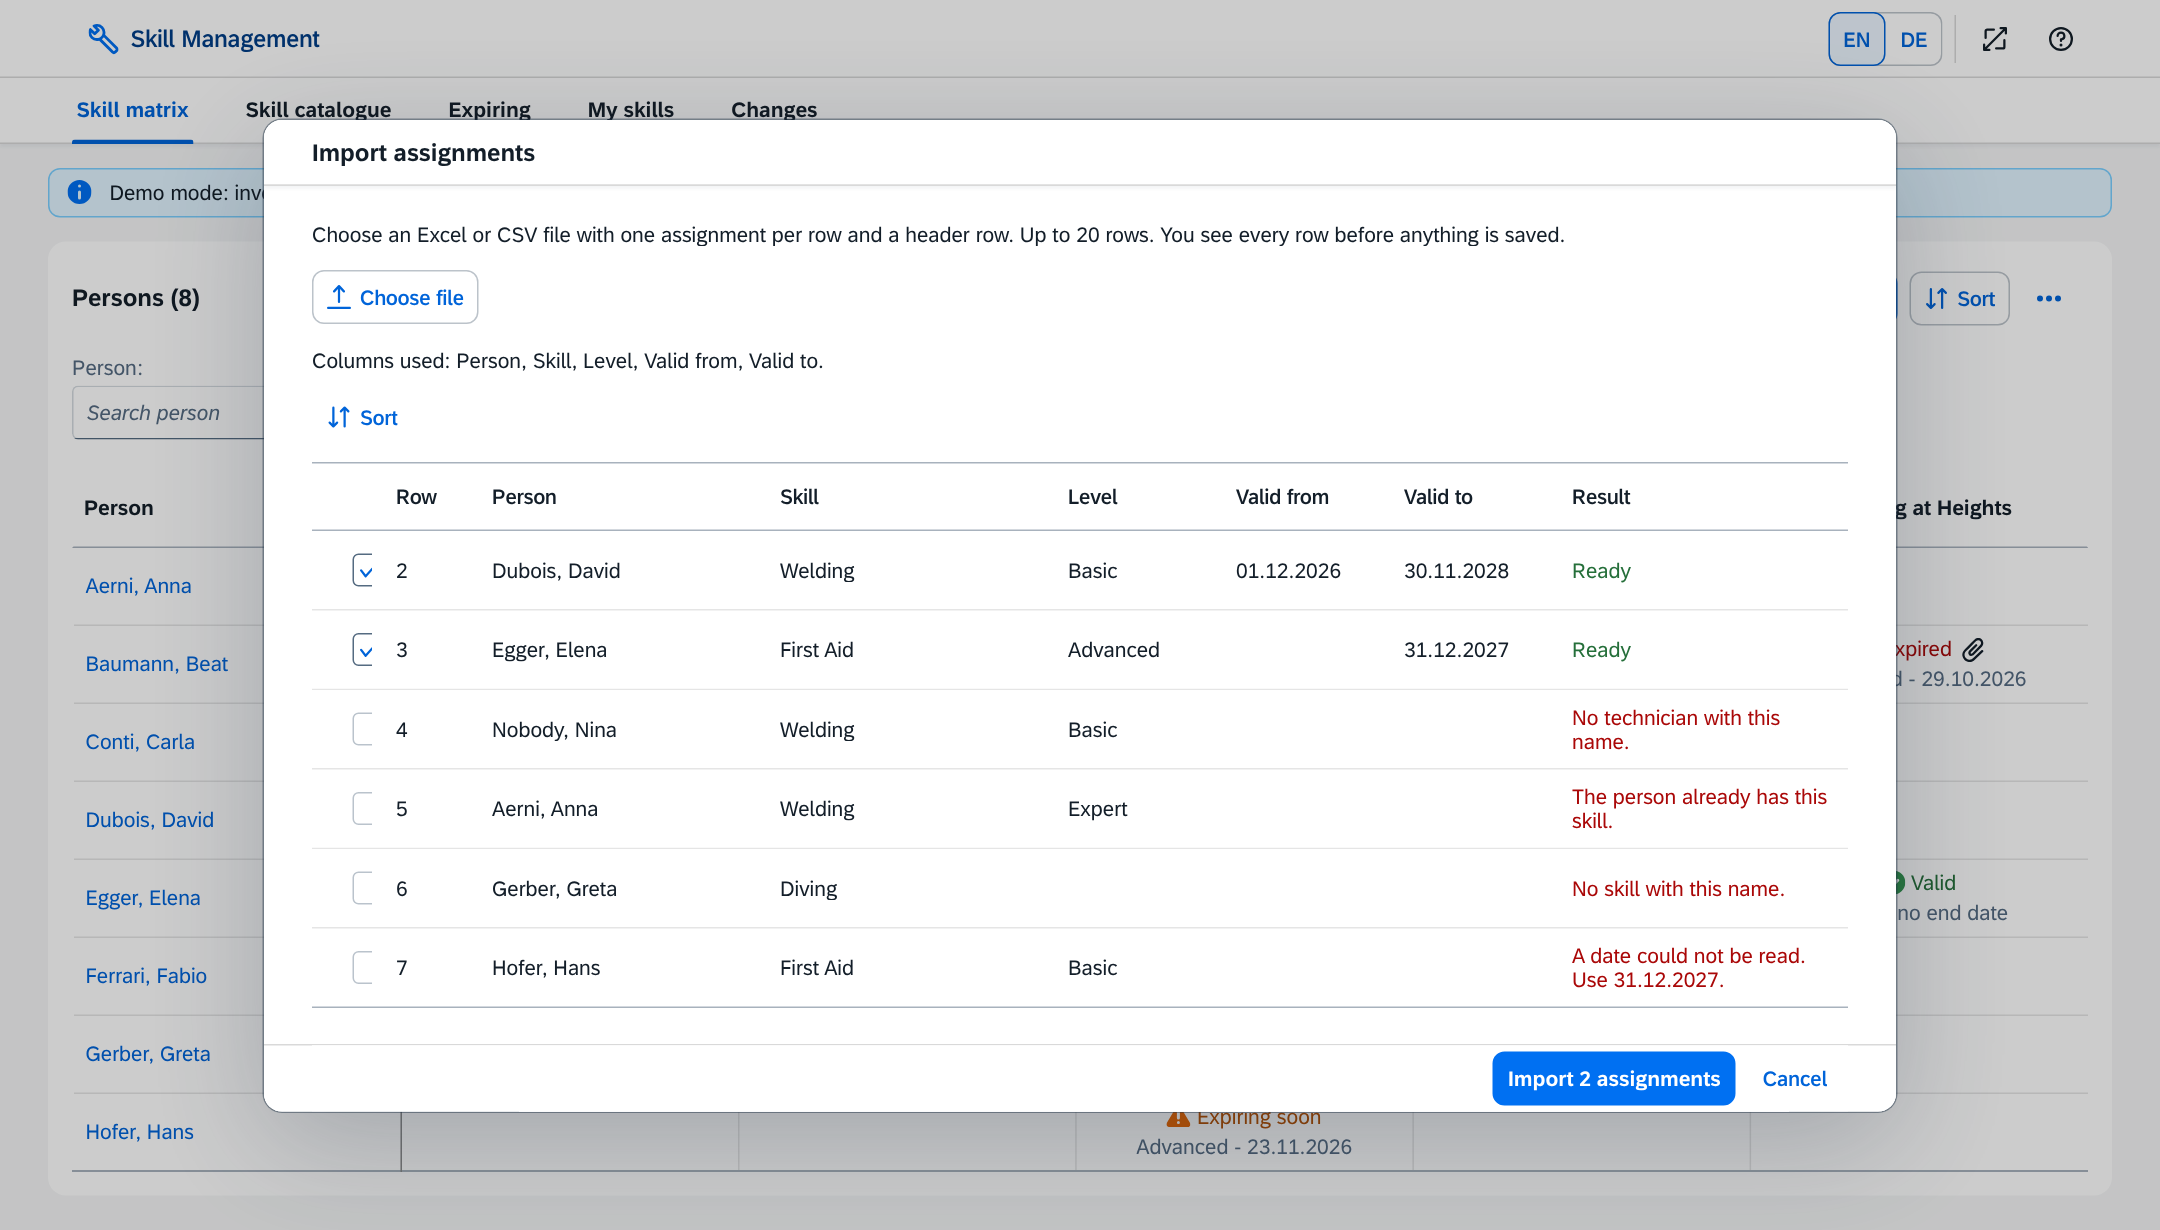 Skill Management
EN DE
Skill matrix Skill catalogue Expiring My skills Changes
Import assignments
Demo mode:
Choose an Excel or CSV file with one assignment per row and a header row. Up to 20 rows. You see every row before anything is saved.
Persons (8)
Choose file
Sort
Columns used: Person, Skill, Level, Valid from, Valid to.
Person:
Search person
Sort
Row Person Skill Level Valid from Valid to Result
Person
at Heights
2 Dubois, David Welding Basic 01.12.2026 30.11.2028 Ready
Aerni, Anna
3 Egger, Elena First Aid Advanced 31.12.2027 Ready
Baumann, Beat
- 29.10.2026
4 Nobody, Nina Welding Basic No technician with this
name.
Conti, Carla
5 Aerni, Anna Welding Expert The person already has this
skill.
Dubois, David
6 Gerber, Greta Diving No skill with this name.
Valid
Egger, Elena
no end date
7 Hofer, Hans First Aid Basic A date could not be read.
Use 31.12.2027.
Ferrari, Fabio
Gerber, Greta
Import 2 assignments Cancel
Expiring soon
Hofer, Hans
Advanced - 23.11.2026